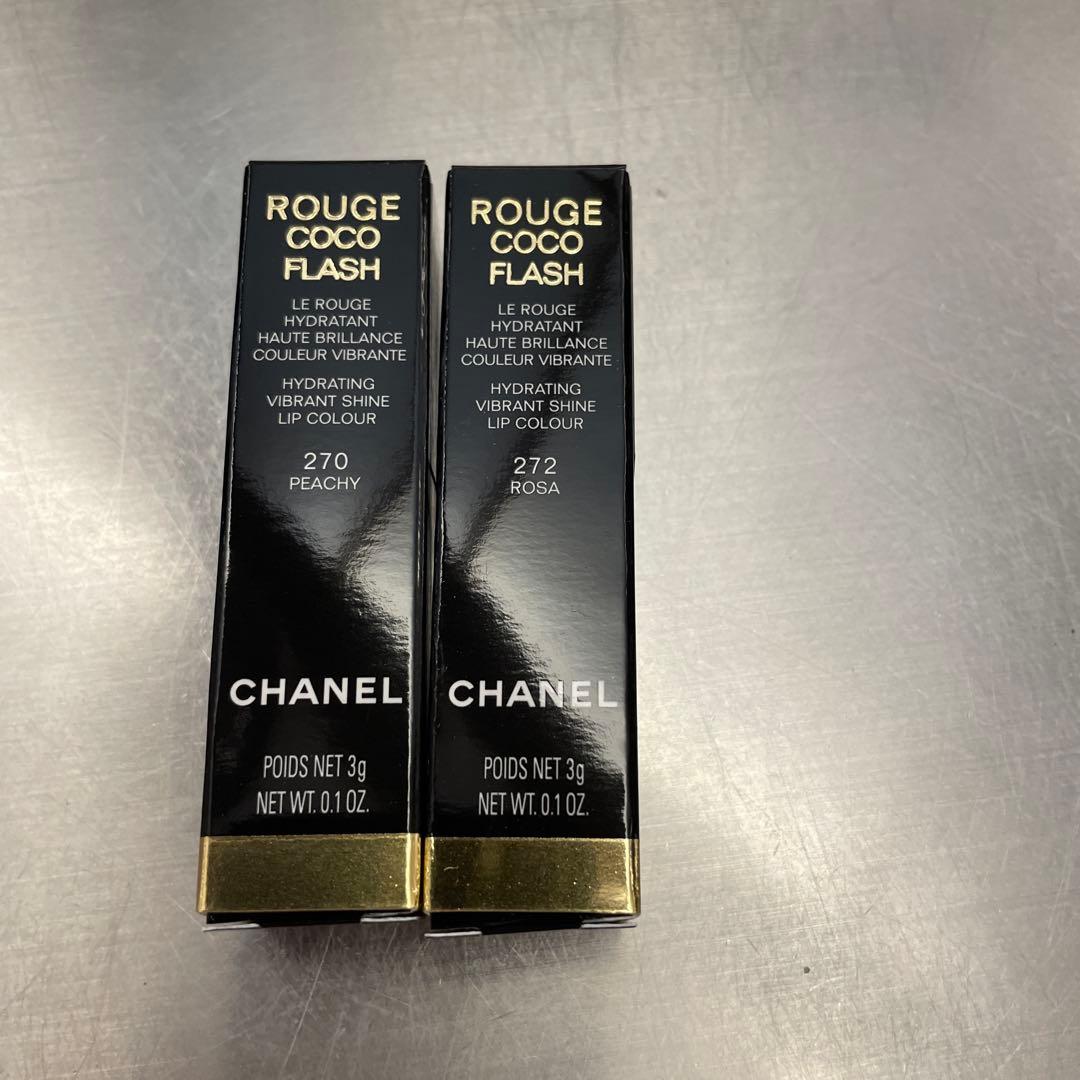 ROUGE
COCO
FLASH
LE ROUGE
HYDRATANT
HAUTE BRILLANCE
COULEUR VIBRANTE
HYDRATING
VIBRANT SHINE
LIP COLOUR
270
PEACHY
CHANEL
POIDS NET 3g
NET WT. 0.1 OZ.
ROUGE
COCO
FLASH
LE ROUGE
HYDRATANT
HAUTE BRILLANCE
COULEUR VIBRANTE
HYDRATING
VIBRANT SHINE
LIP COLOUR
272
ROSA
CHANEL
POIDS NET 3g
NET WT. 0.1 OZ.